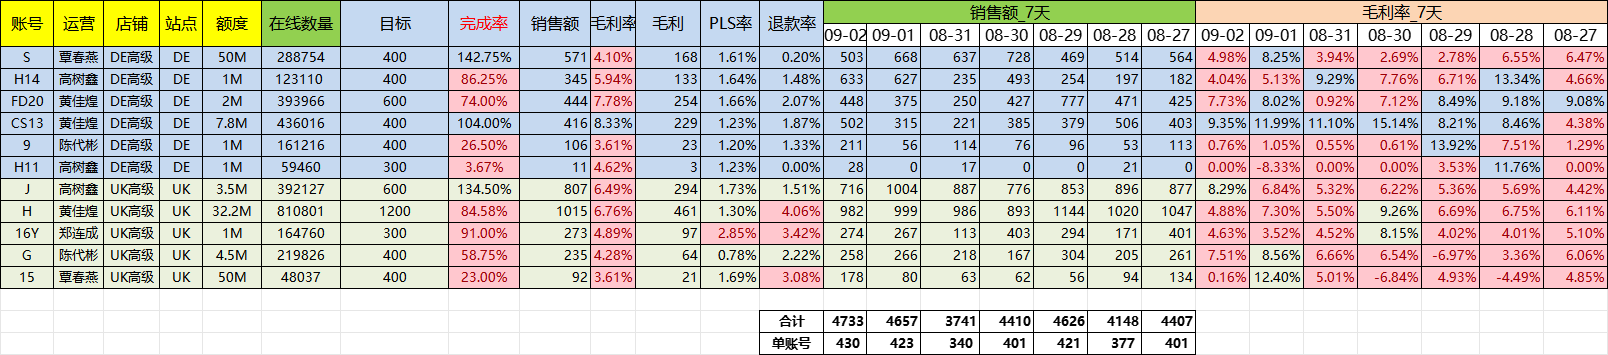 账号 运营 店铺 站点 额度 在线数量 目标 完成率 销售额 毛利率 毛利 PLS率 退款率 销售额_7天 毛利率_7天
09-02 09-01 08-31 08-30 08-29 08-28 08-27 09-02 09-01 08-31 08-30 08-29 08-28 08-27
S 覃春燕 DE高级 DE 50M 288754 400 142.75% 571 4.10% 168 1.61% 0.20% 503 668 637 728 469 514 564 4.98% 8.25% 3.94% 2.69% 2.78% 6.55% 6.47%
H14 高树鑫 DE高级 DE 1M 123110 400 86.25% 345 5.94% 133 1.64% 1.48% 633 627 235 493 254 197 182 4.04% 5.13% 9.29% 7.76% 6.71% 13.34% 4.66%
FD20 黄佳煌 DE高级 DE 2M 393966 600 74.00% 444 7.78% 254 1.66% 2.07% 448 375 250 427 777 471 425 7.73% 8.02% 0.92% 7.12% 8.49% 9.18% 9.08%
CS13 黄佳煌 DE高级 DE 7.8M 436016 400 104.00% 416 8.33% 229 1.23% 1.87% 502 315 221 385 379 506 403 9.35% 11.99% 11.10% 15.14% 8.21% 8.46% 4.38%
9 陈代彬 DE高级 DE 1M 161216 400 26.50% 106 3.61% 23 1.20% 1.33% 211 56 114 76 96 53 113 0.76% 1.05% 0.55% 0.61% 13.92% 7.51% 1.29%
H11 高树鑫 DE高级 DE 1M 59460 300 3.67% 11 4.62% 3 1.23% 0.00% 28 0 17 0 0 21 0 0.00% -8.33% 0.00% 0.00% 3.53% 11.76% 0.00%
J 高树鑫 UK高级 UK 3.5M 392127 600 134.50% 807 6.49% 294 1.73% 1.51% 716 1004 887 776 853 896 877 8.29% 6.84% 5.32% 6.22% 5.36% 5.69% 4.42%
H 黄佳煌 UK高级 UK 32.2M 810801 1200 84.58% 1015 6.76% 461 1.30% 4.06% 982 999 986 893 1144 1020 1047 4.88% 7.30% 5.50% 9.26% 6.69% 6.75% 6.11%
16Y 郑连成 UK高级 UK 1M 164760 300 91.00% 273 4.89% 97 2.85% 3.42% 274 267 113 403 294 171 401 4.63% 3.52% 4.52% 8.15% 4.02% 4.01% 5.10%
G 陈代彬 UK高级 UK 4.5M 219826 400 58.75% 235 4.28% 64 0.78% 2.22% 258 266 218 167 304 205 261 7.51% 8.56% 6.66% 6.54% -6.97% 3.36% 6.06%
15 覃春燕 UK高级 UK 50M 48037 400 23.00% 92 3.61% 21 1.69% 3.08% 178 80 63 62 56 94 134 0.16% 12.40% 5.01% -6.84% 4.93% -4.49% 4.85%
合计 4733 4657 3741 4410 4626 4148 4407
单账号 430 423 340 401 421 377 401